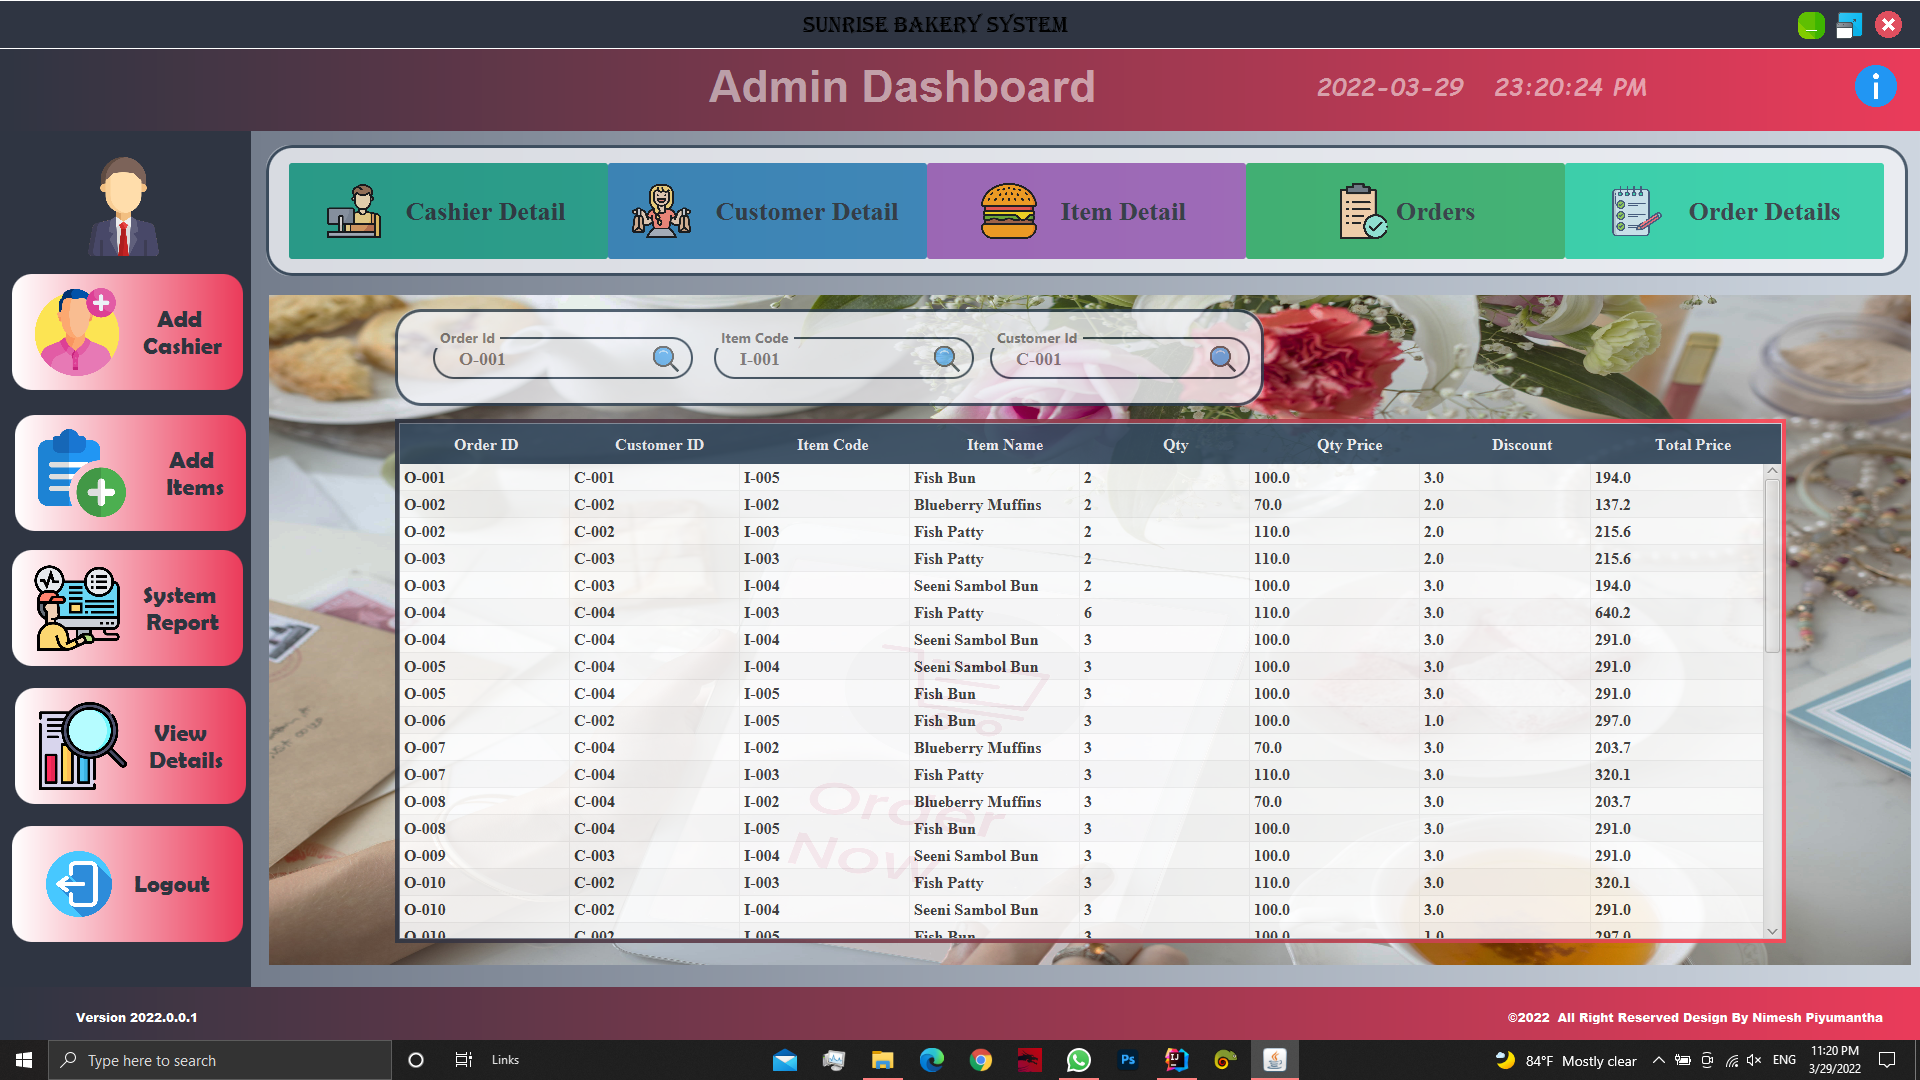 SUNRISE BAKERY SYSTEM
Admin Dashboard
2022-03-29 23:20:24 PM
Cashier Detail
Customer Detail
Item Detail
Orders
Order Details
Add
Cashier
Add
Items
System
Report
View
Details
Logout
Order Id
O-001
Item Code
I-001
Customer Id
C-001
Order ID Customer ID Item Code Item Name Qty Qty Price Discount Total Price
O-001 C-001 I-005 Fish Bun 2 100.0 3.0 194.0
O-002 C-002 I-002 Blueberry Muffins 2 70.0 2.0 137.2
O-002 C-002 I-003 Fish Patty 2 110.0 2.0 215.6
O-003 C-003 I-003 Fish Patty 2 110.0 2.0 215.6
O-003 C-003 I-004 Seeni Sambol Bun 2 100.0 3.0 194.0
O-004 C-004 I-003 Fish Patty 6 110.0 3.0 640.2
O-004 C-004 I-004 Seeni Sambol Bun 3 100.0 3.0 291.0
O-005 C-004 I-004 Seeni Sambol Bun 3 100.0 3.0 291.0
O-005 C-004 I-005 Fish Bun 3 100.0 3.0 291.0
O-006 C-002 I-005 Fish Bun 3 100.0 1.0 297.0
O-007 C-004 I-002 Blueberry Muffins 3 70.0 3.0 203.7
O-007 C-004 I-003 Fish Patty 3 110.0 3.0 320.1
O-008 C-004 I-002 Blueberry Muffins 3 70.0 3.0 203.7
O-008 C-004 I-005 Fish Bun 3 100.0 3.0 291.0
O-009 C-003 I-004 Seeni Sambol Bun 3 100.0 3.0 291.0
O-010 C-002 I-003 Fish Patty 3 110.0 3.0 320.1
O-010 C-002 I-004 Seeni Sambol Bun 3 100.0 3.0 291.0
O-010 C-002 I-005 Fish Bun 3 100.0 1.0 297.0
Order
Now
Version 2022.0.0.1
©2022 All Right Reserved Design By Nimesh Piyumantha
Type here to search
Links
Ps
84°F Mostly clear
ENG
11:20 PM
3/29/2022